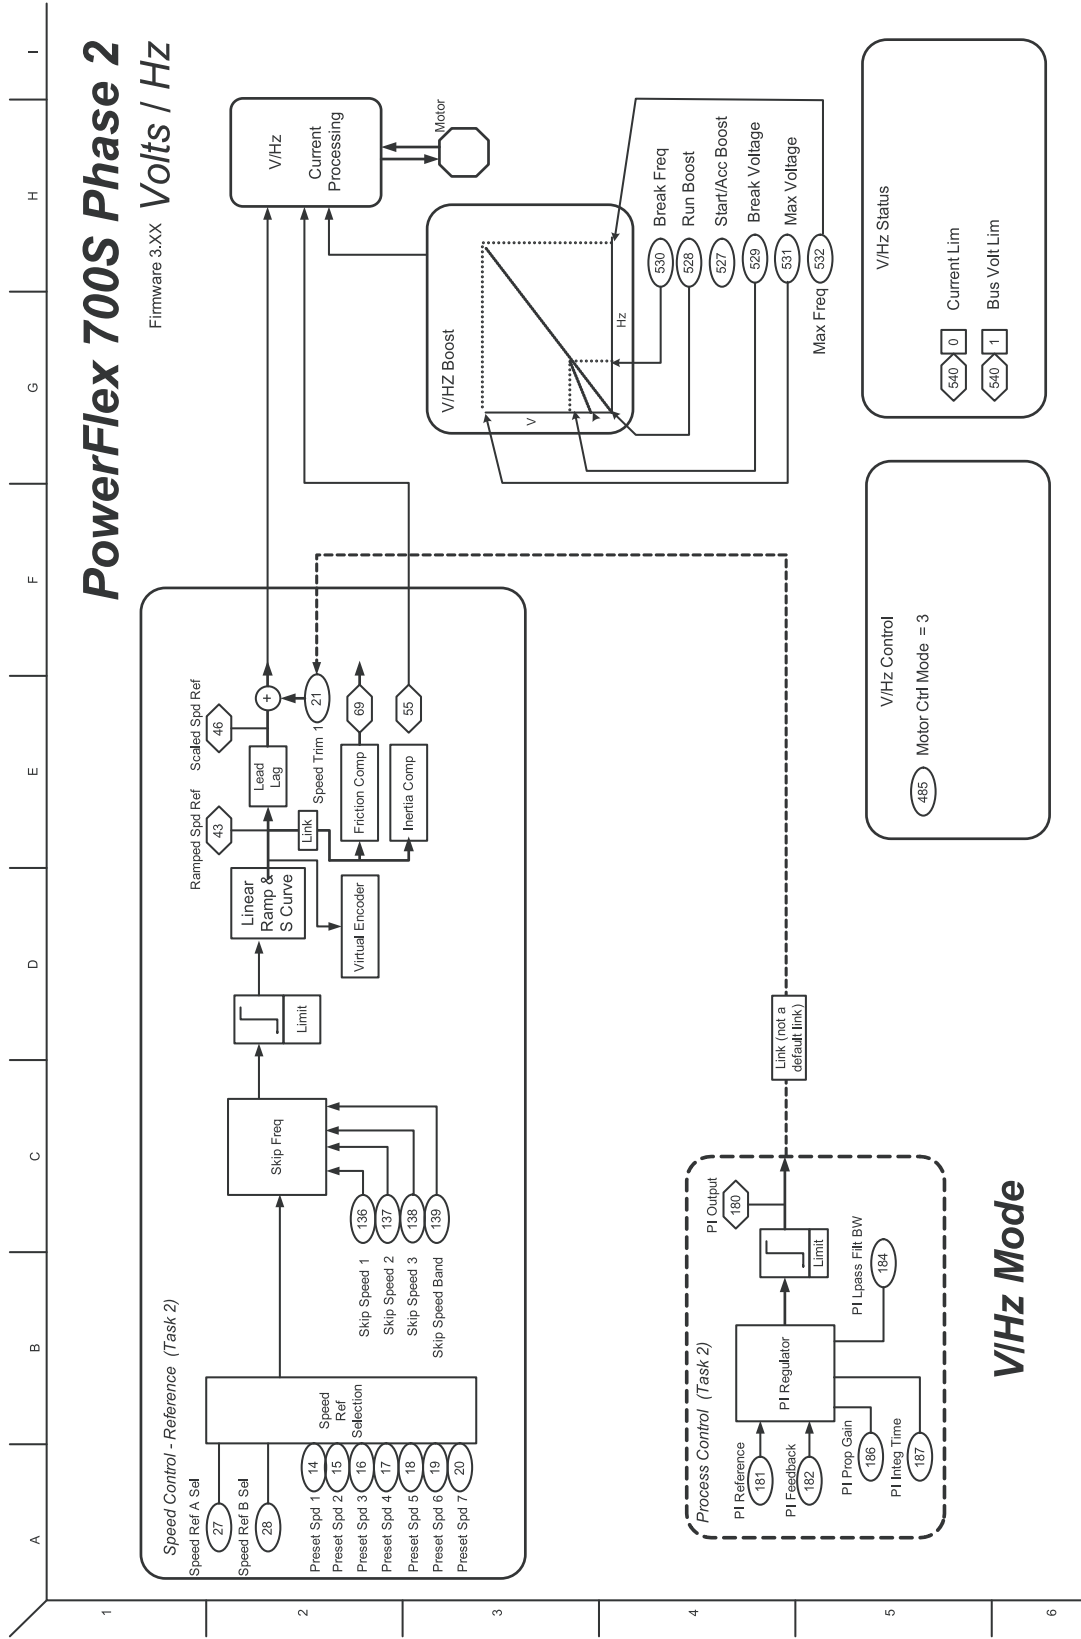 PowerFlex 700S Phase 2
Firmware 3.XX
Volts / Hz
A
B
C
D
E
F
G
H
I
1
2
3
4
5
6
Speed Control - Reference (Task 2)
Speed Ref A Sel
27
Speed Ref B Sel
28
Preset Spd 1
14
Preset Spd 2
15
Preset Spd 3
16
Preset Spd 4
17
Preset Spd 5
18
Preset Spd 6
19
Preset Spd 7
20
Speed
Ref
Selection
Skip Freq
Skip Speed 1
136
Skip Speed 2
137
Skip Speed 3
138
Skip Speed Band
139
Limit
Linear
Ramp &
S Curve
Virtual Encoder
Ramped Spd Ref
43
Link
Lead
Lag
Scaled Spd Ref
46
+
21
Speed Trim 1
Friction Comp
69
Inertia Comp
55
V/Hz
Current
Processing
Motor
V/HZ Boost
V
Hz
530
Break Freq
528
Run Boost
527
Start/Acc Boost
529
Break Voltage
531
Max Voltage
532
Max Freq
Process Control (Task 2)
PI Reference
181
PI Feedback
182
PI Prop Gain
186
PI Integ Time
187
PI Regulator
PI Lpass Filt BW
184
Limit
PI Output
180
Link (not a
default link)
V/Hz Control
485
Motor Ctrl Mode = 3
V/Hz Status
540
0
Current Lim
540
1
Bus Volt Lim
V/Hz Mode